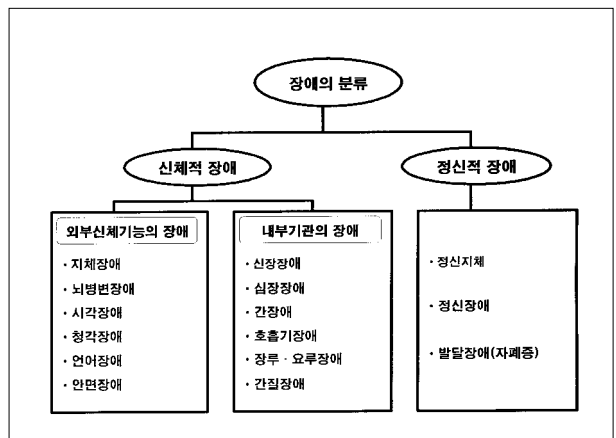 장애의 분류
신체적 장애
정신적 장애
외부신체기능의 장애
· 지체장애
· 뇌병변장애
· 시각장애
· 청각장애
· 언어장애
· 안면장애
내부기관의 장애
· 신장장애
· 심장장애
· 간장애
· 호흡기장애
· 장루 · 요루장애
· 간질장애
· 정신지체
· 정신장애
· 발달장애(자폐증)